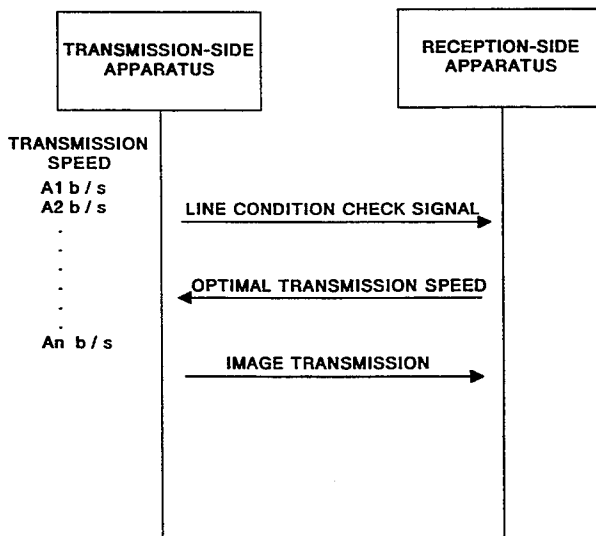 TRANSMISSION-SIDE
APPARATUS
RECEPTION-SIDE
APPARATUS
TRANSMISSION
SPEED
A1 b / s
A2 b / s
.
.
.
.
.
.
An b / s
LINE CONDITION CHECK SIGNAL
OPTIMAL TRANSMISSION SPEED
IMAGE TRANSMISSION